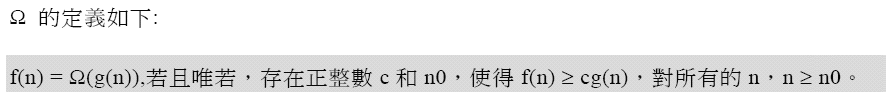 Ω 的定義如下:
f(n) = Ω(g(n)),若且唯若，存在正整數 c 和 n0，使得 f(n) ≥ cg(n)，對所有的 n，n ≥ n0。